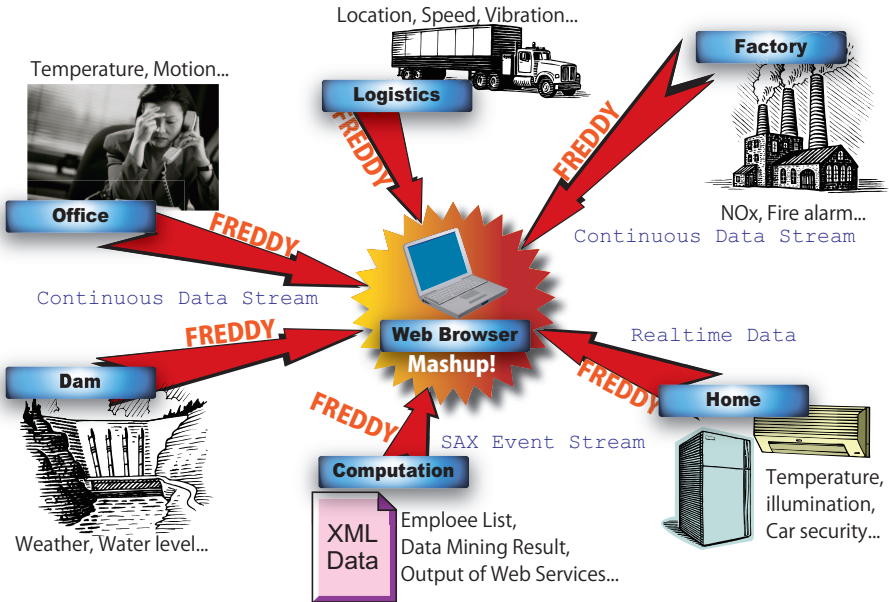 Location, Speed, Vibration...
Logistics
FREDDY
Factory
FREDDY
NOx, Fire alarm...
Continuous Data Stream
Temperature, Motion...
Office
FREDDY
Continuous Data Stream
Web Browser
Mashup!
FREDDY
Dam
Weather, Water level...
Realtime Data
FREDDY
Home
Temperature,
illumination,
Car security...
FREDDY
SAX Event Stream
Computation
XML
Data
Emploee List,
Data Mining Result,
Output of Web Services...